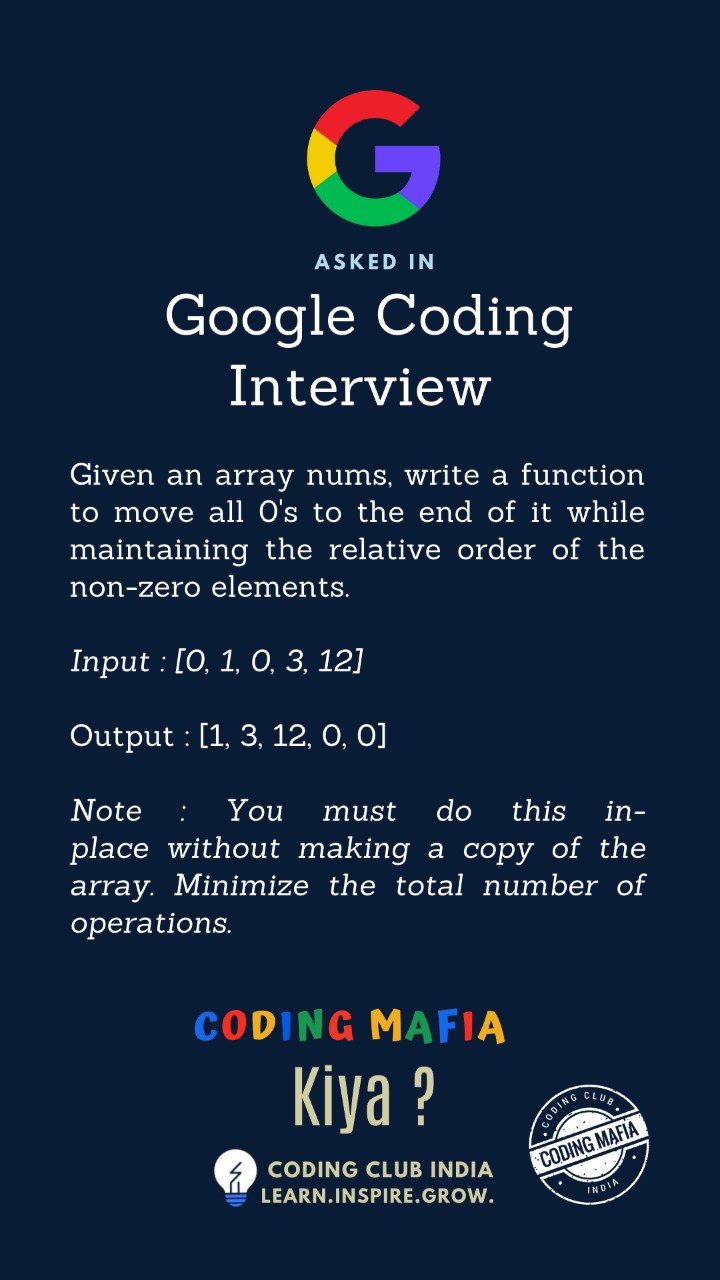 ASKED IN
Google Coding
Interview
Given an array nums, write a function
to move all 0's to the end of it while
maintaining the relative order of the
non-zero elements.
Input : [0, 1, 0, 3, 12]
Output : [1, 3, 12, 0, 0]
Note : You must do this in-
place without making a copy of the
array. Minimize the total number of
operations.
CODING MAFIA
Kiya ?
CODING CLUB INDIA
LEARN.INSPIRE.GROW.
CODING CLUB
CODING MAFIA
INDIA